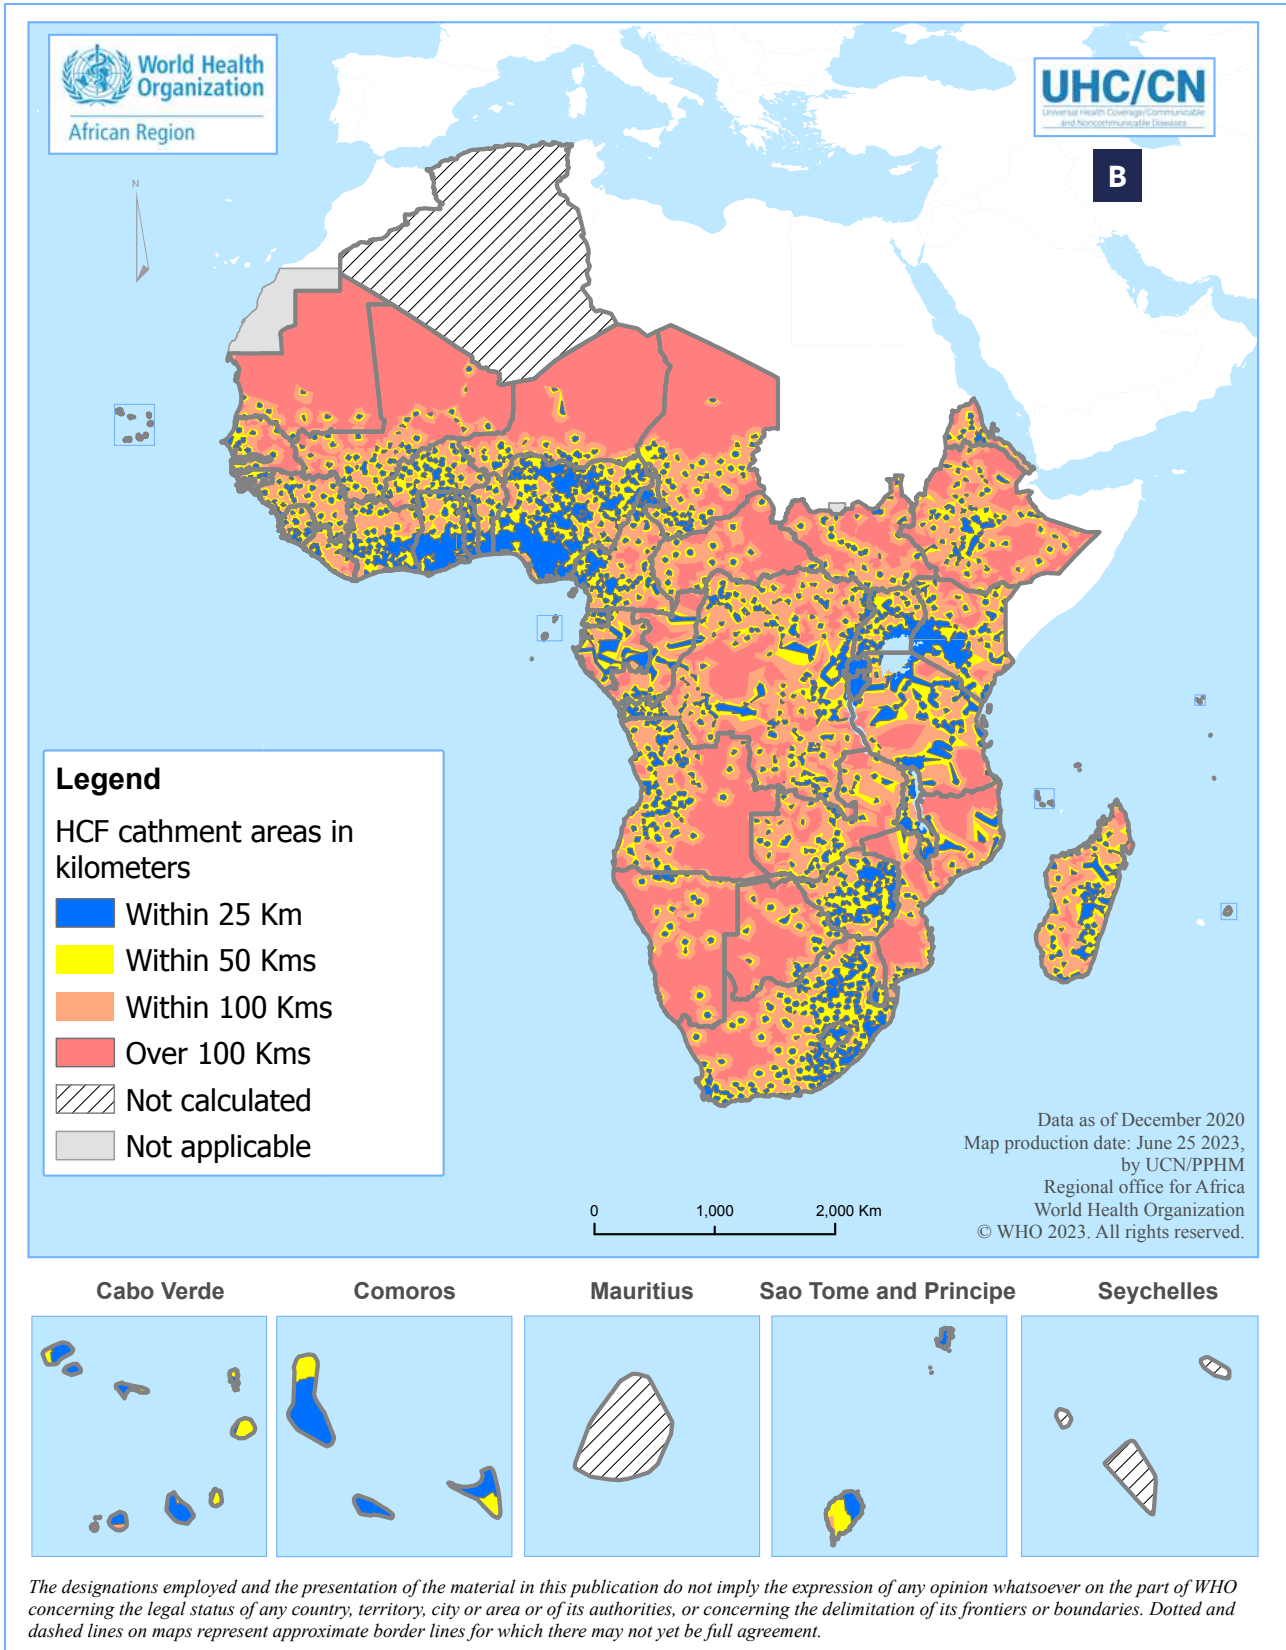 World Health
Organization
African Region
UHC/CN
Universal Health Coverage/Communicable
and Noncommunicable Diseases
B
N
Legend
HCF cathment areas in
kilometers
Within 25 Km
Within 50 Kms
Within 100 Kms
Over 100 Kms
Not calculated
Not applicable
Data as of December 2020
Map production date: June 25 2023,
by UCN/PPHM
Regional office for Africa
World Health Organization
© WHO 2023. All rights reserved.
0 1,000 2,000 Km
Cabo Verde Comoros Mauritius Sao Tome and Principe Seychelles
The designations employed and the presentation of the material in this publication do not imply the expression of any opinion whatsoever on the part of WHO
concerning the legal status of any country, territory, city or area or of its authorities, or concerning the delimitation of its frontiers or boundaries. Dotted and
dashed lines on maps represent approximate border lines for which there may not yet be full agreement.